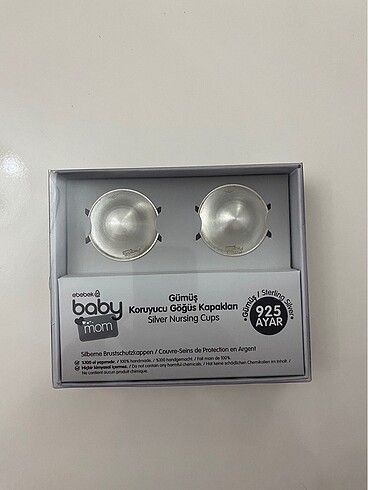 ebebek
baby
mom
Gümüş
Koruyucu Göğüs Kapakları
Silver Nursing Cups
Gümüş / Sterling Silver
925
AYAR
Silberne Brustschutzkappen / Couvre-Seins de Protection en Argent
%100 el yapımıdır. / 100% handmade. / %100 handgemacht. / Fait main de 100%.
Hiçbir kimyasal içermez. / Do not contain any harmful chemicals. / Hat keine schädlichen Chemikalien im Inhalt /
Ne contient aucun produit chimique.